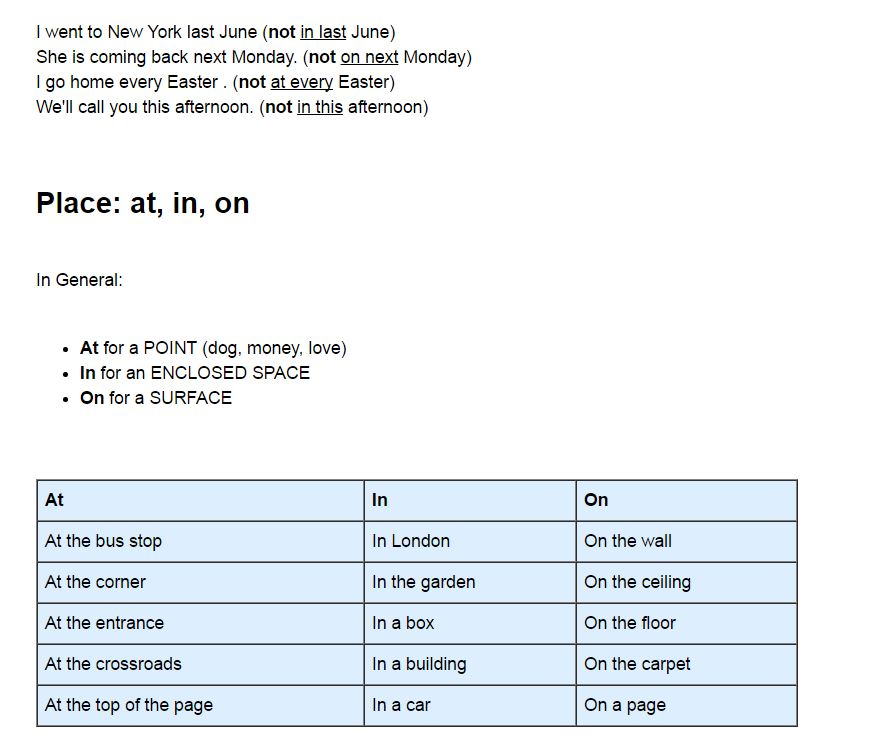 I went to New York last June (not in last June)
She is coming back next Monday. (not on next Monday)
I go home every Easter . (not at every Easter)
We'll call you this afternoon. (not in this afternoon)
Place: at, in, on
In General:
• At for a POINT (dog, money, love)
• In for an ENCLOSED SPACE
• On for a SURFACE
At In On
At the bus stop In London On the wall
At the corner In the garden On the ceiling
At the entrance In a box On the floor
At the crossroads In a building On the carpet
At the top of the page In a car On a page